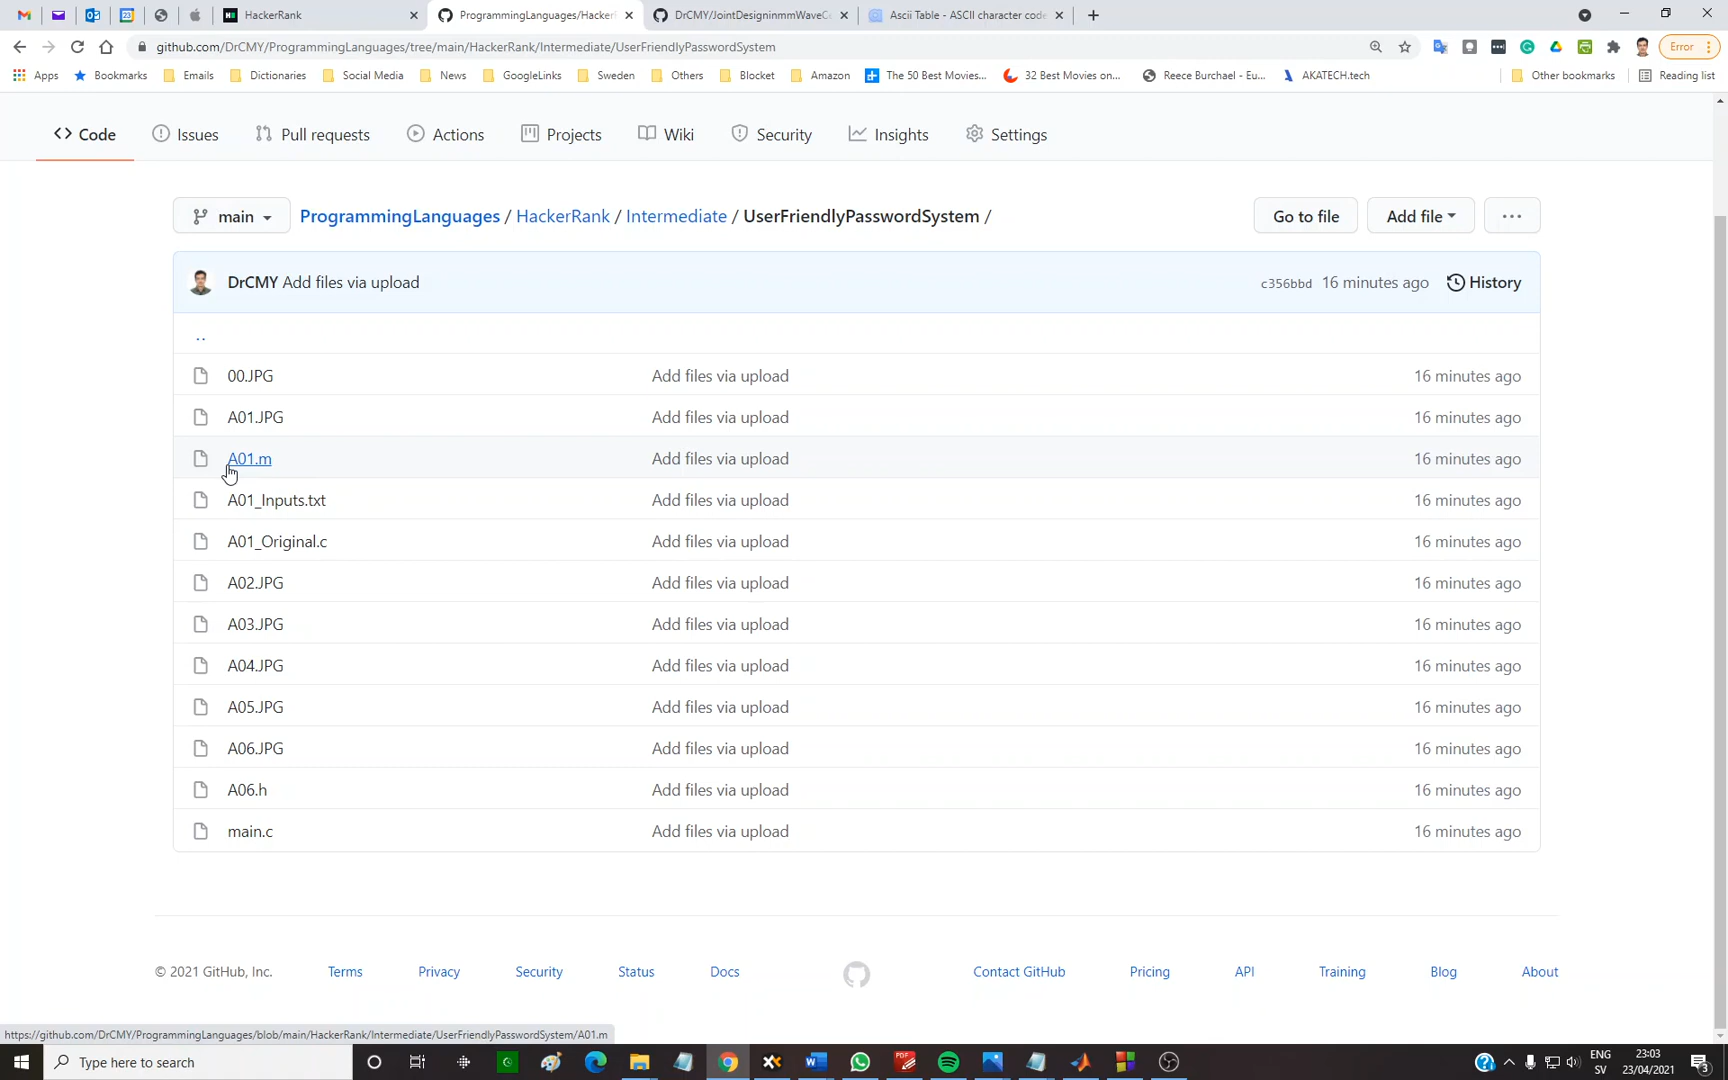 HackerRank
ProgrammingLanguages/Hacker
DrCMY/JointDesigninmmWaveC
Ascii Table - ASCII character code
github.com/DrCMY/ProgrammingLanguages/tree/main/HackerRank/Intermediate/UserFriendlyPasswordSystem
Error
Apps
Bookmarks
Emails
Dictionaries
Social Media
News
GoogleLinks
Sweden
Others
Blocket
Amazon
The 50 Best Movies...
32 Best Movies on...
Reece Burchael - Eu...
AKATECH.tech
Other bookmarks
Reading list
Code
Issues
Pull requests
Actions
Projects
Wiki
Security
Insights
Settings
main
ProgrammingLanguages / HackerRank / Intermediate / UserFriendlyPasswordSystem /
Go to file
Add file
DrCMY Add files via upload
c356bbd 16 minutes ago
History
..
00.JPG Add files via upload 16 minutes ago
A01.JPG Add files via upload 16 minutes ago
A01.m Add files via upload 16 minutes ago
A01_Inputs.txt Add files via upload 16 minutes ago
A01_Original.c Add files via upload 16 minutes ago
A02.JPG Add files via upload 16 minutes ago
A03.JPG Add files via upload 16 minutes ago
A04.JPG Add files via upload 16 minutes ago
A05.JPG Add files via upload 16 minutes ago
A06.JPG Add files via upload 16 minutes ago
A06.h Add files via upload 16 minutes ago
main.c Add files via upload 16 minutes ago
© 2021 GitHub, Inc.
Terms
Privacy
Security
Status
Docs
Contact GitHub
Pricing
API
Training
Blog
About
https://github.com/DrCMY/ProgrammingLanguages/blob/main/HackerRank/Intermediate/UserFriendlyPasswordSystem/A01.m
Type here to search
ENG
SV
23:03
23/04/2021
3